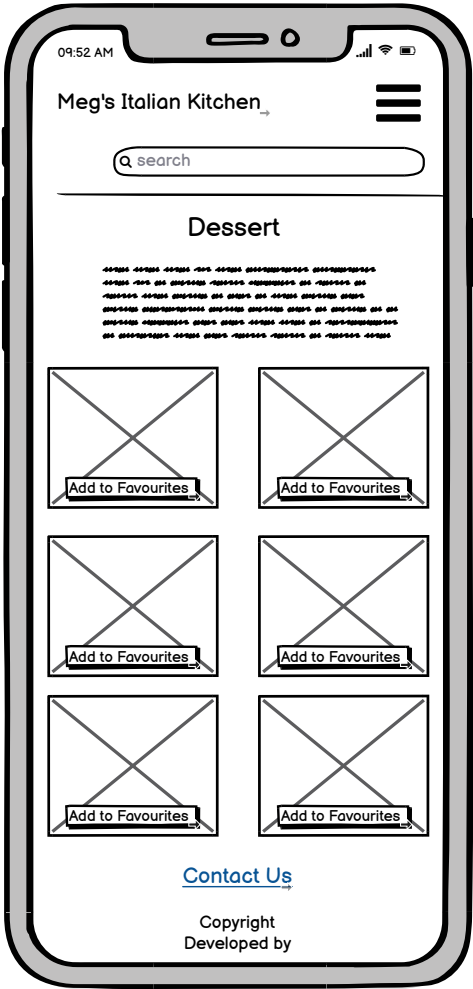 09:52 AM
Meg's Italian Kitchen
search
Dessert
Add to Favourites
Add to Favourites
Add to Favourites
Add to Favourites
Add to Favourites
Add to Favourites
Contact Us
Copyright
Developed by